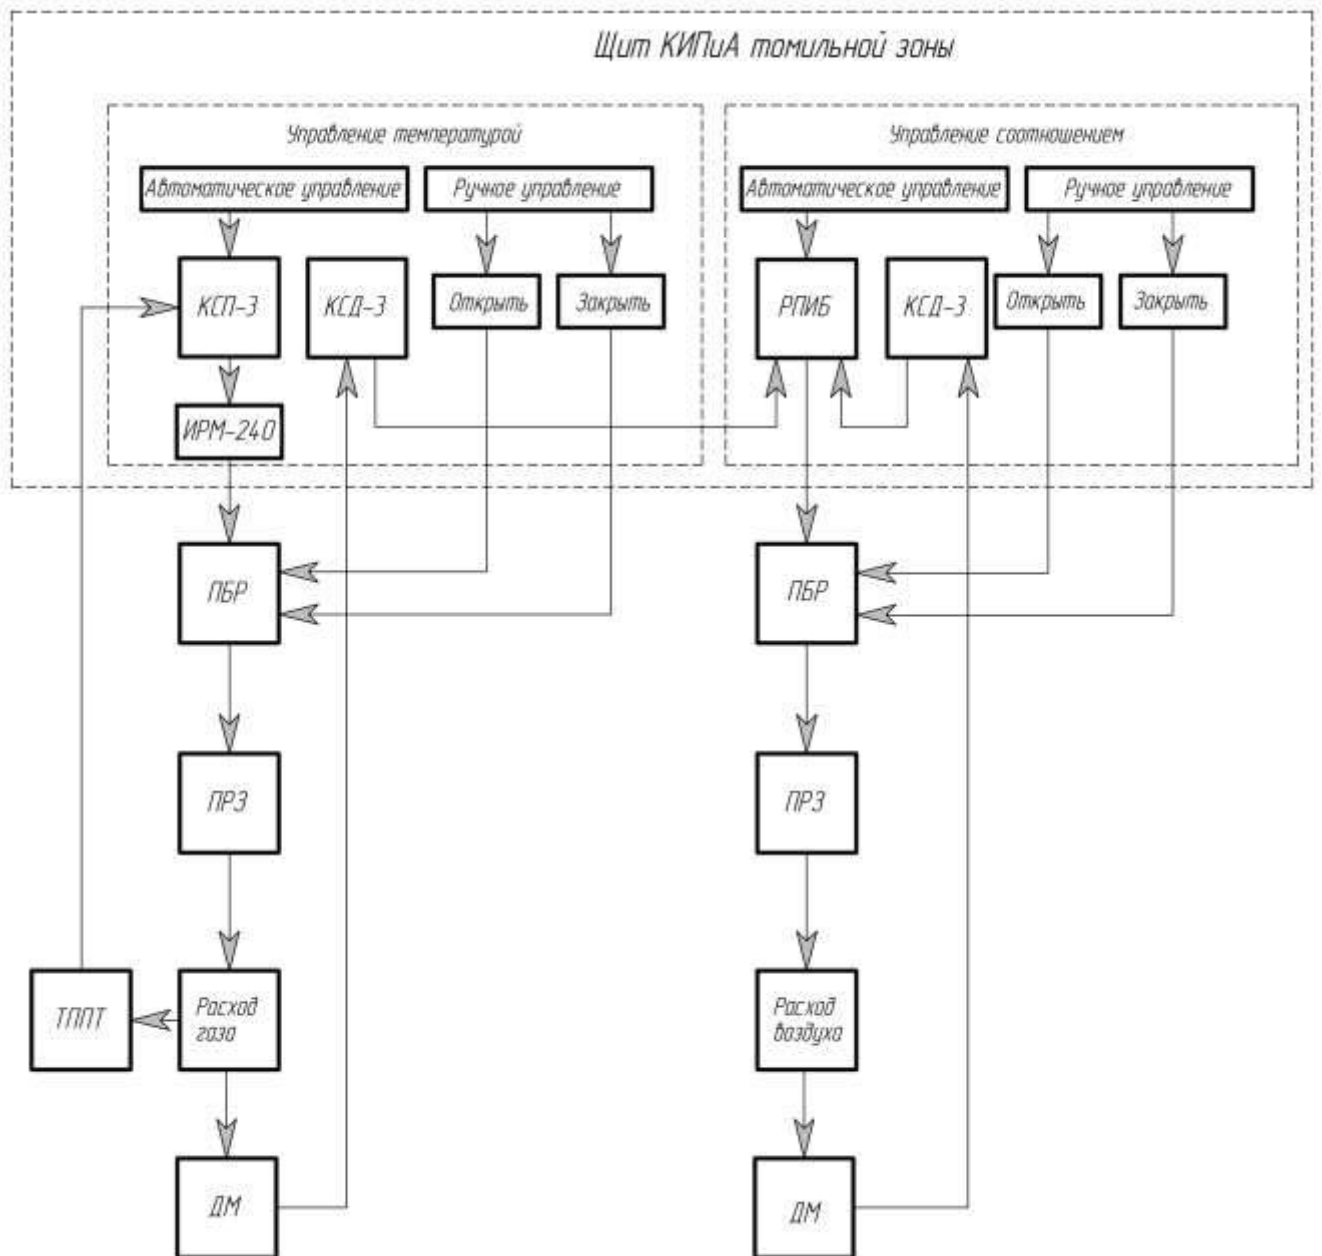 Щит КИПиА томильной зоны
Управление температурой
Управление соотношением
Автоматическое управление
Ручное управление
Автоматическое управление
Ручное управление
КСП-3
КСД-3
Открыть
Закрыть
РПИБ
КСД-3
Открыть
Закрыть
ИРМ-240
ПБР
ПБР
ПРЗ
ПРЗ
ТППТ
Расход
газа
Расход
воздуха
ДМ
ДМ